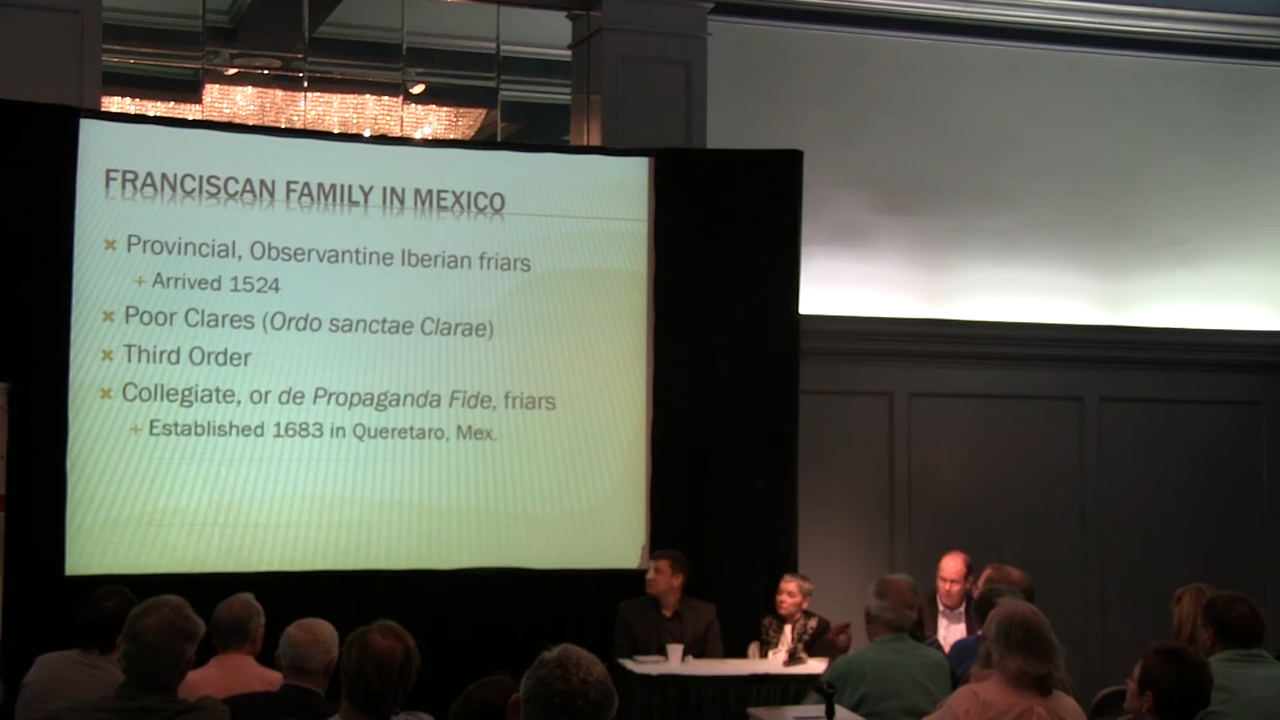 FRANCISCAN FAMILY IN MEXICO
Provincial, Observantine Iberian friars
+ Arrived 1524
Poor Clares (Ordo sanctae Clarae)
Third Order
Collegiate, or de Propaganda Fide, friars
+ Established 1683 in Queretaro, Mex.